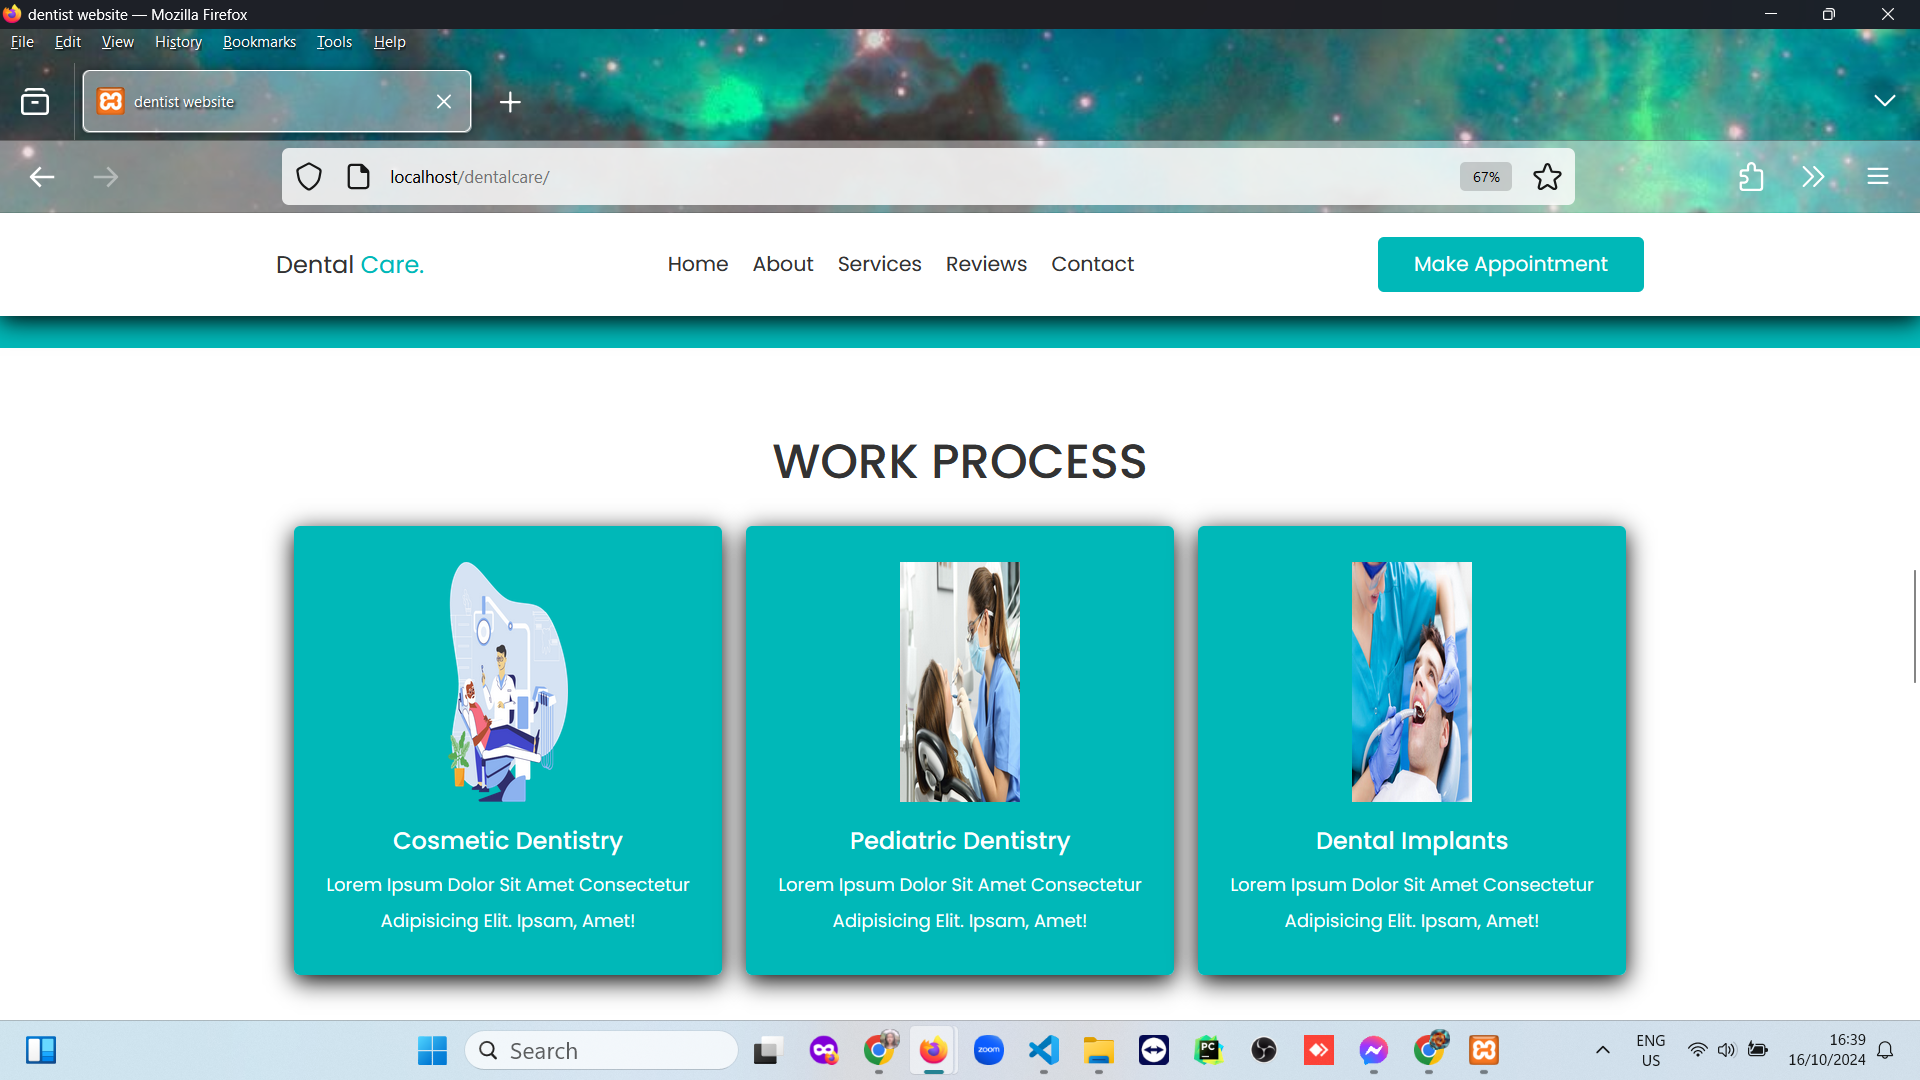 dentist website — Mozilla Firefox
File Edit View History Bookmarks Tools Help
dentist website
localhost/dentalcare/ 67%
Dental Care. Home About Services Reviews Contact Make Appointment
WORK PROCESS
Cosmetic Dentistry
Lorem Ipsum Dolor Sit Amet Consectetur
Adipisicing Elit. Ipsam, Amet!
Pediatric Dentistry
Lorem Ipsum Dolor Sit Amet Consectetur
Adipisicing Elit. Ipsam, Amet!
Dental Implants
Lorem Ipsum Dolor Sit Amet Consectetur
Adipisicing Elit. Ipsam, Amet!
Search
zoom
PC
ENG
US
16:39
16/10/2024